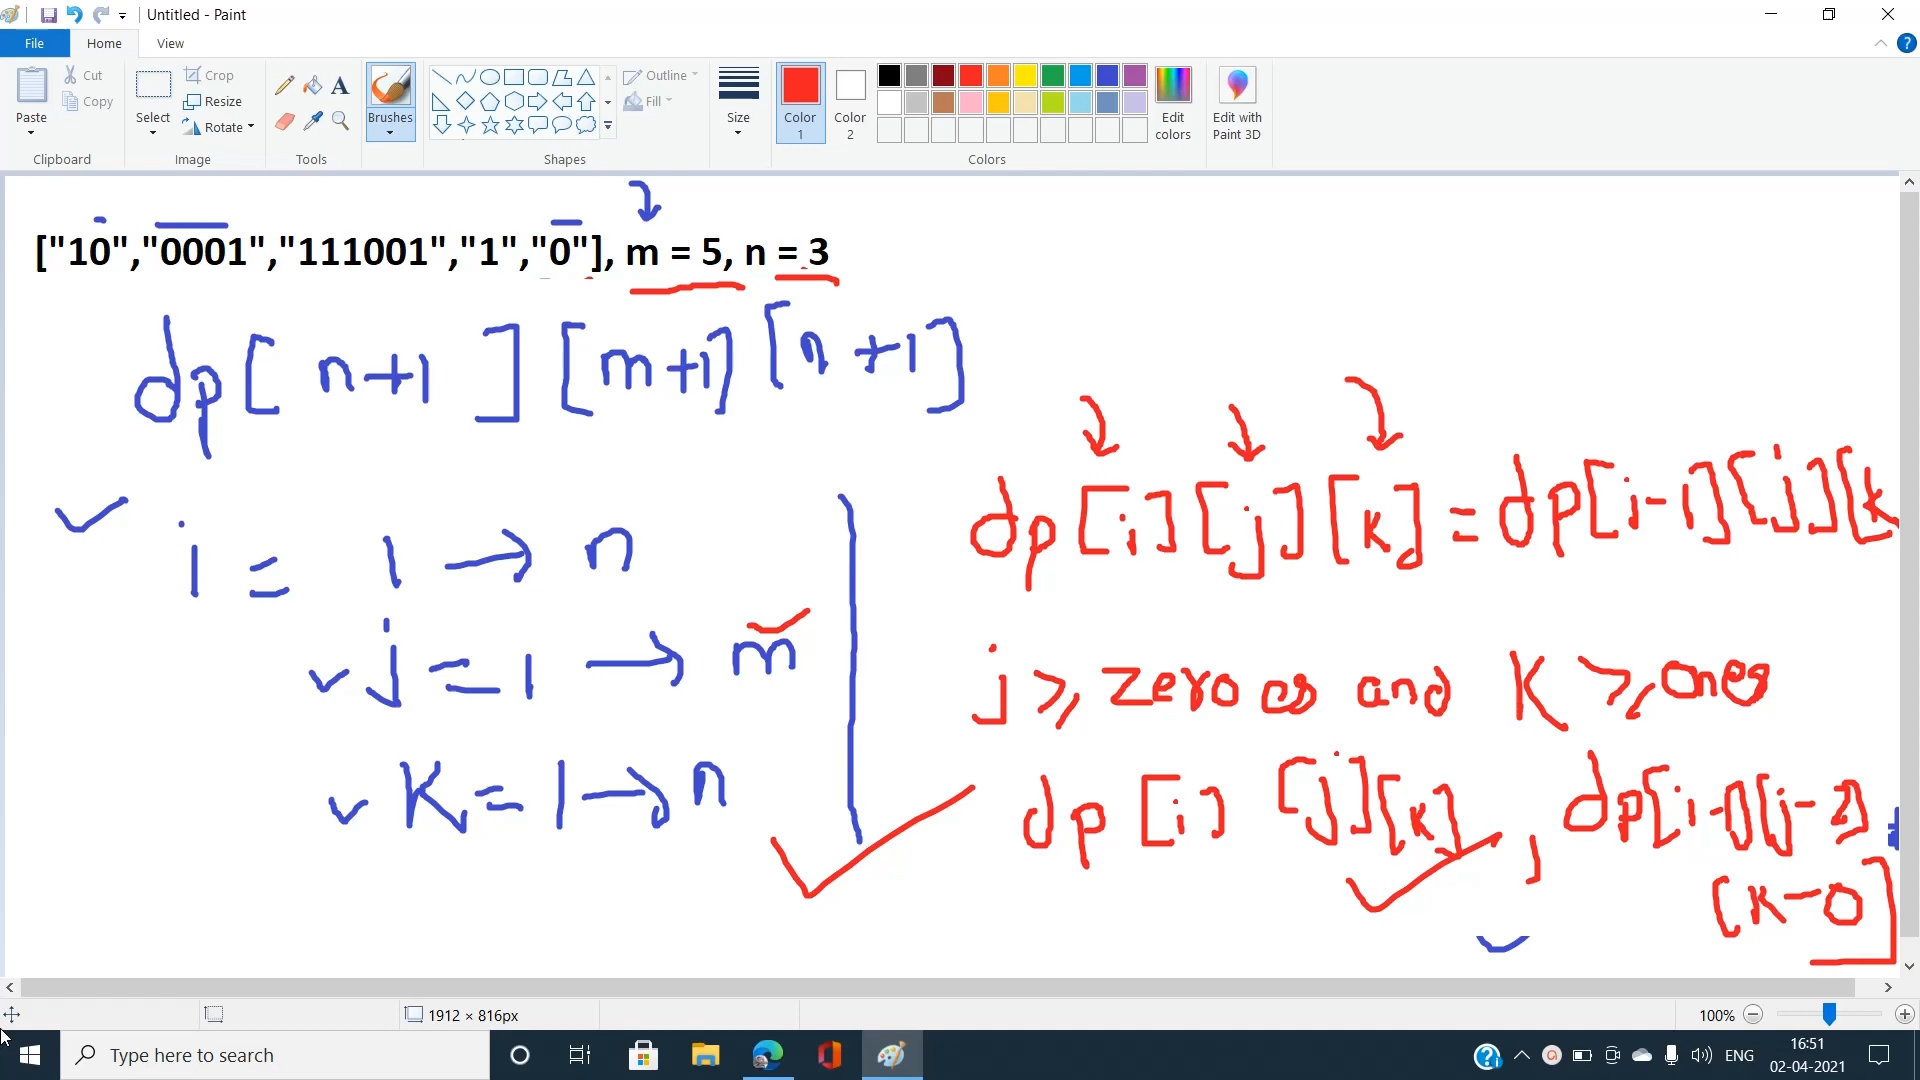 Untitled - Paint
File Home View
Paste Cut Copy Select Crop Resize Rotate Brushes Outline Fill Size Color 1 Color 2 Edit colors Edit with Paint 3D
Clipboard Image Tools Shapes Colors
["10","0001","111001","1","0"], m = 5, n = 3
dp[ n+1 ][m+1][n+1]
dp[i][j][k] = dp[i-1][j][k
i = 1 → n
j = 1 → m
j ≥ zeroes and K ≥ ones
K = 1 → n
dp[i][j][k], dp[i-1][j-z]
[k-0]
1912 × 816px 100%
Type here to search
ENG 16:51
02-04-2021